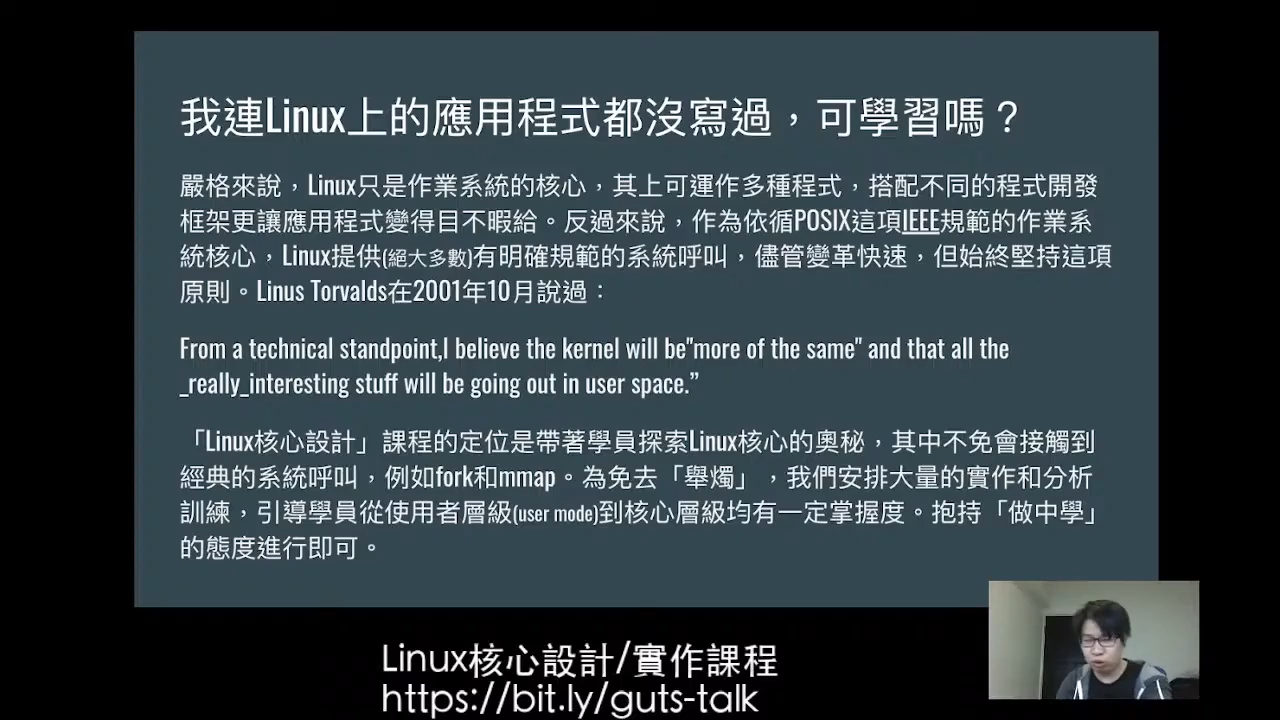 我連Linux上的應用程式都沒寫過，可學習嗎？
嚴格來說，Linux只是作業系統的核心，其上可運作多種程式，搭配不同的程式開發
框架更讓應用程式變得目不暇給。反過來說，作為依循POSIX這項IEEE規範的作業系
統核心，Linux提供(絕大多數)有明確規範的系統呼叫，儘管變革快速，但始終堅持這項
原則。Linus Torvalds在2001年10月說過：
From a technical standpoint,I believe the kernel will be"more of the same" and that all the
_really_interesting stuff will be going out in user space.”
「Linux核心設計」課程的定位是帶著學員探索Linux核心的奧秘，其中不免會接觸到
經典的系統呼叫，例如fork和mmap。為免去「舉燭」，我們安排大量的實作和分析
訓練，引導學員從使用者層級(user mode)到核心層級均有一定掌握度。抱持「做中學」
的態度進行即可。
Linux核心設計/實作課程
https://bit.ly/guts-talk